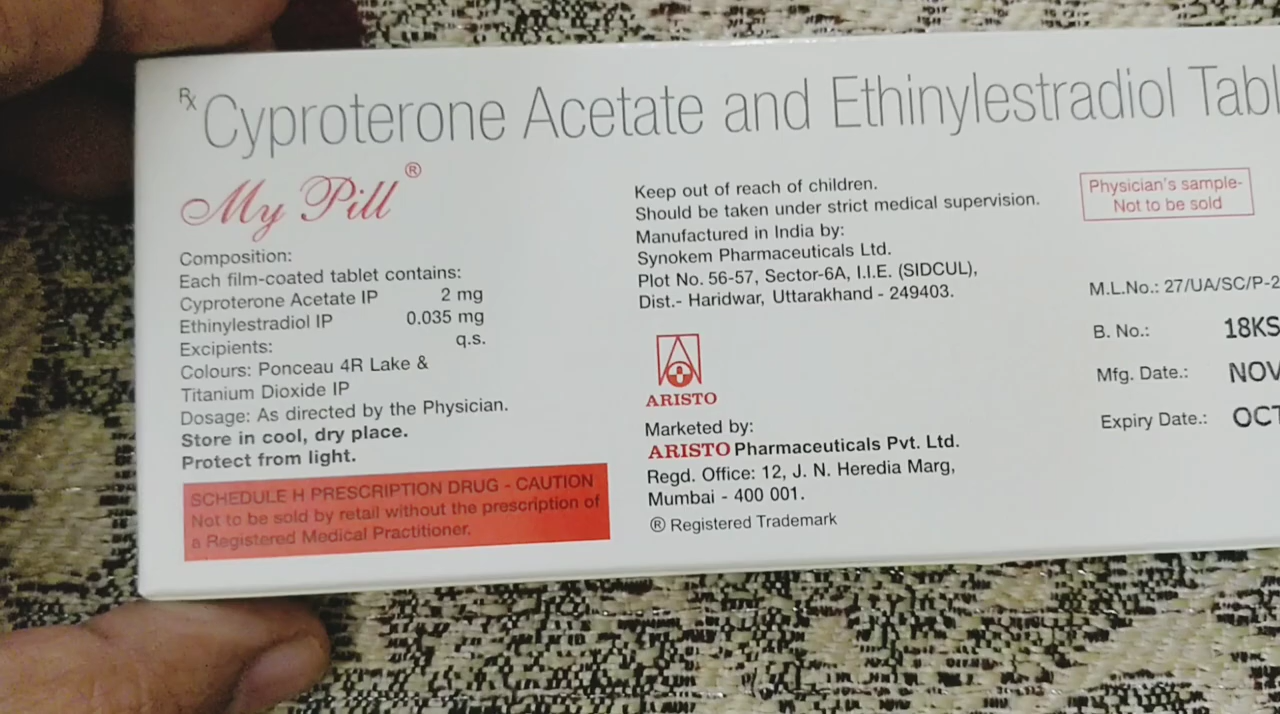 Rx Cyproterone Acetate and Ethinylestradiol
My Pill ®
Composition:
Each film-coated tablet contains:
Cyproterone Acetate IP 2 mg
Ethinylestradiol IP 0.035 mg
Excipients: q.s.
Colours: Ponceau 4R Lake &
Titanium Dioxide IP
Dosage: As directed by the Physician.
Store in cool, dry place.
Protect from light.
SCHEDULE H PRESCRIPTION DRUG - CAUTION
Not to be sold by retail without the prescription of
a Registered Medical Practitioner.
Keep out of reach of children.
Should be taken under strict medical supervision.
Manufactured in India by:
Synokem Pharmaceuticals Ltd.
Plot No. 56-57, Sector-6A, I.I.E. (SIDCUL),
Dist.- Haridwar, Uttarakhand - 249403.
ARISTO
Marketed by:
ARISTO Pharmaceuticals Pvt. Ltd.
Regd. Office: 12, J. N. Heredia Marg,
Mumbai - 400 001.
® Registered Trademark
Physician's sample-
Not to be sold
M.L.No.: 27/UA/SC/P-2
B. No.: 18KS
Mfg. Date.: NOV
Expiry Date.: OCT